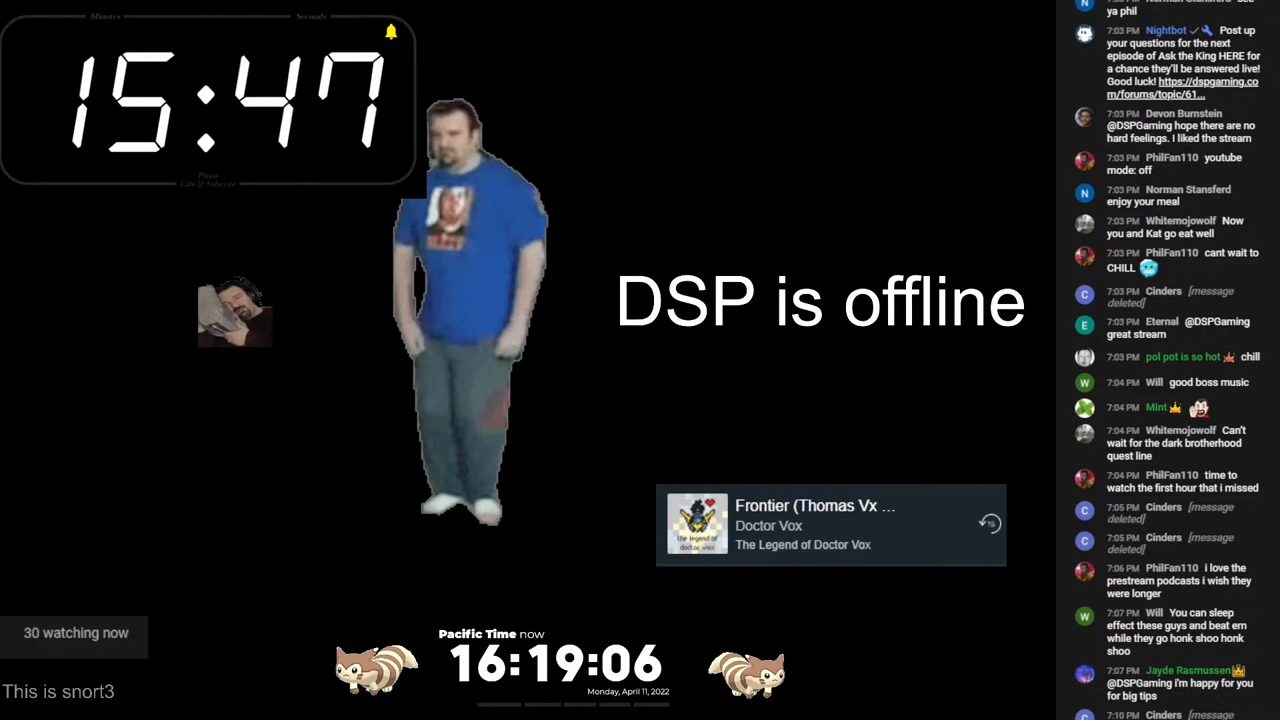 Minutes
Seconds
15:47
Please
Like & Subscribe
DSP is offline
Frontier (Thomas Vx …
Doctor Vox
The Legend of Doctor Vox
the legend of
doctor vox
15
30 watching now
This is snort3
Pacific Time now
16:19:06
Monday, April 11, 2022
ya phil
7:03 PM Nightbot Post up
your questions for the next
episode of Ask the King HERE for
a chance they'll be answered live!
Good luck! https://dspgaming.co
m/forums/topic/61...
7:03 PM Devon Burnstein
@DSPGaming hope there are no
hard feelings. I liked the stream
7:03 PM PhilFan110 youtube
mode: off
N 7:03 PM Norman Stansferd
enjoy your meal
7:03 PM Whitemojowolf Now
you and Kat go eat well
7:03 PM PhilFan110 cant wait to
CHILL
C 7:03 PM Cinders [message
deleted]
E 7:03 PM Eternal @DSPGaming
great stream
7:03 PM pol pot is so hot chill
W 7:04 PM Will good boss music
7:04 PM Mint
7:04 PM Whitemojowolf Can't
wait for the dark brotherhood
quest line
7:04 PM PhilFan110 time to
watch the first hour that i missed
C 7:05 PM Cinders [message
deleted]
C 7:05 PM Cinders [message
deleted]
7:06 PM PhilFan110 i love the
prestream podcasts i wish they
were longer
W 7:07 PM Will You can sleep
effect these guys and beat em
while they go honk shoo honk
shoo
7:07 PM Jayde Rasmussen
@DSPGaming i'm happy for you
for big tips
C 7:10 PM Cinders [message